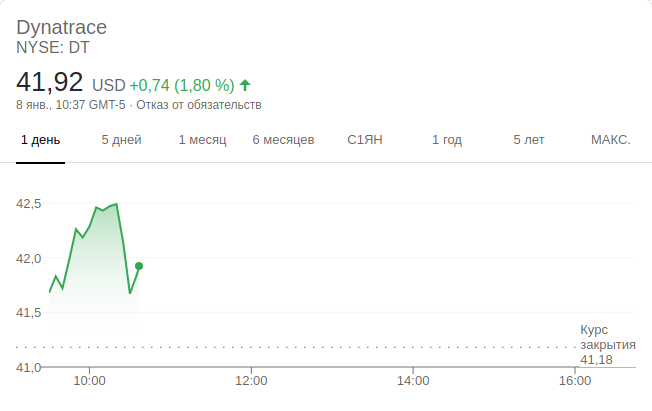 Dynatrace
NYSE: DT
41,92 USD +0,74 (1,80 %)
8 янв., 10:37 GMT-5 · Отказ от обязательств
1 день 5 дней 1 месяц 6 месяцев С1ЯН 1 год 5 лет МАКС.
42,5
42,0
41,5
Курс
закрытия
41,18
41,0
10:00 12:00 14:00 16:00